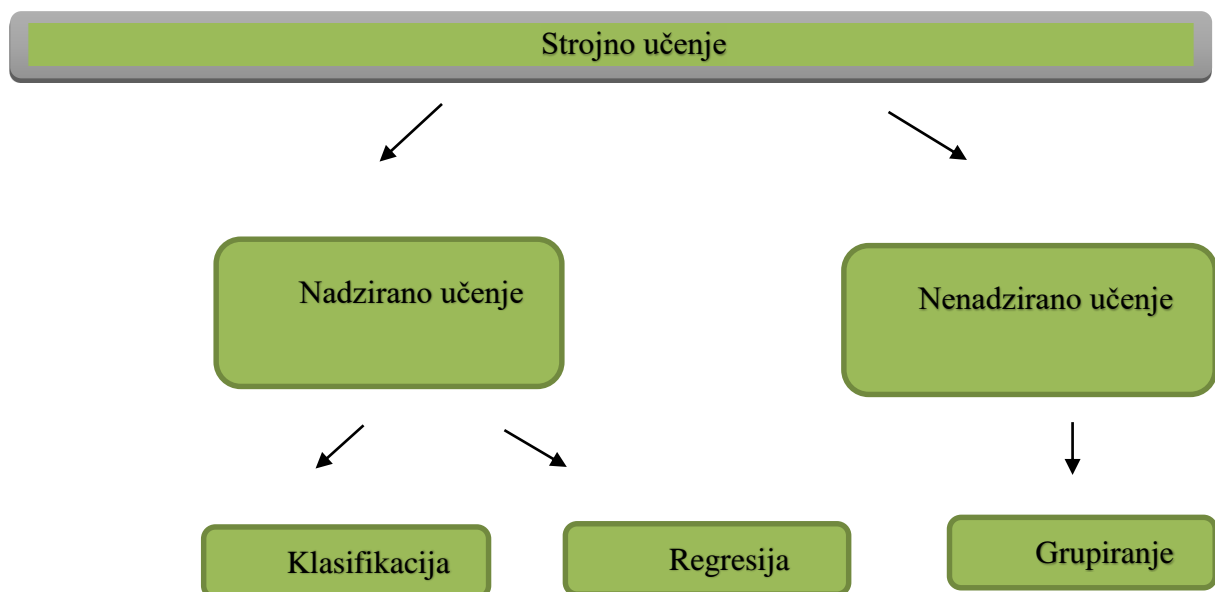 Strojno učenje
Nadzirano učenje
Nenadzirano učenje
Klasifikacija
Regresija
Grupiranje